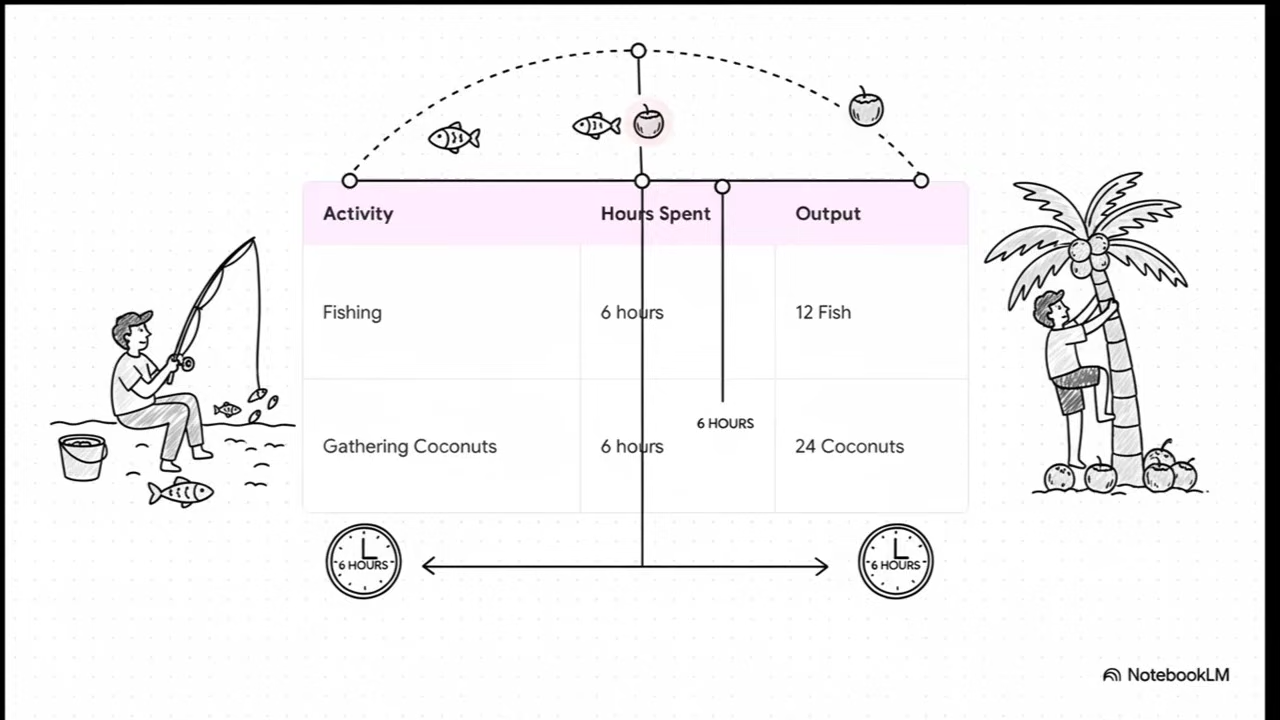 Activity Hours Spent Output
Fishing 6 hours 12 Fish
6 HOURS
Gathering Coconuts 6 hours 24 Coconuts
6 HOURS 6 HOURS
NotebookLM